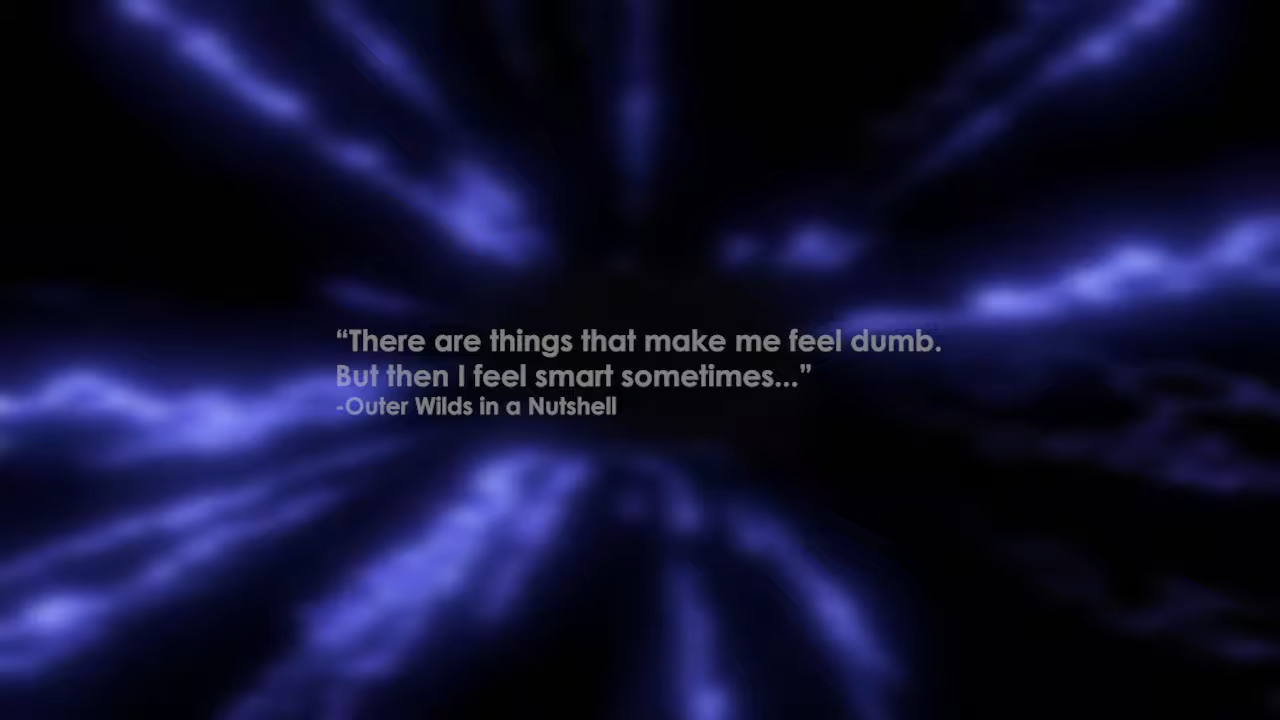 “There are things that make me feel dumb.
But then I feel smart sometimes...”
-Outer Wilds in a Nutshell